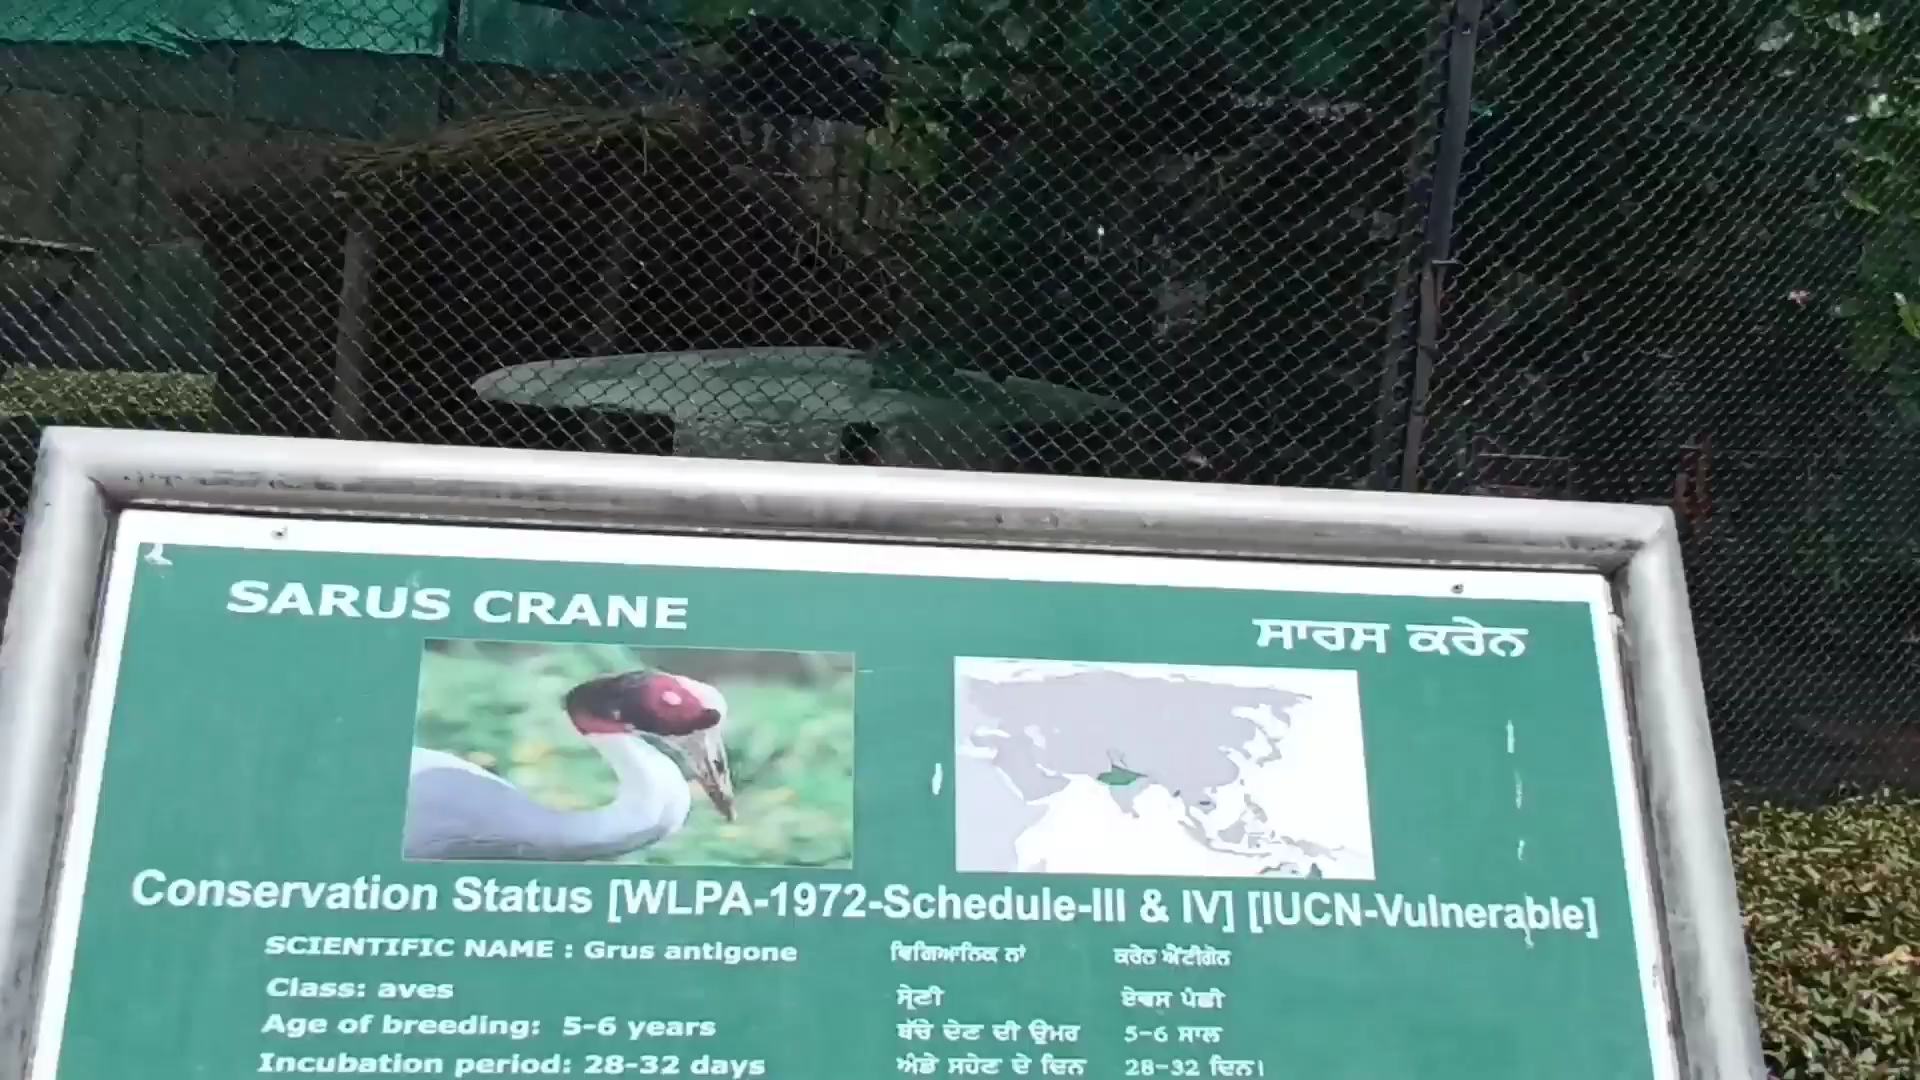 SARUS CRANE
ਸਾਰਸ ਕਰੇਨ
Conservation Status [WLPA-1972-Schedule-III & IV] [IUCN-Vulnerable]
SCIENTIFIC NAME : Grus antigone ਵਿਗਿਆਨਿਕ ਨਾਂ ਕਰੇਨ ਐਂਟੀਗੋਨ
Class: aves ਸ਼੍ਰੇਣੀ ਏਵਸ ਪੰਛੀ
Age of breeding: 5-6 years ਬੱਚੇ ਦੇਣ ਦੀ ਉਮਰ 5-6 ਸਾਲ
Incubation period: 28-32 days ਅੰਡੇ ਸਹੇਣ ਦੇ ਦਿਨ 28-32 ਦਿਨ।